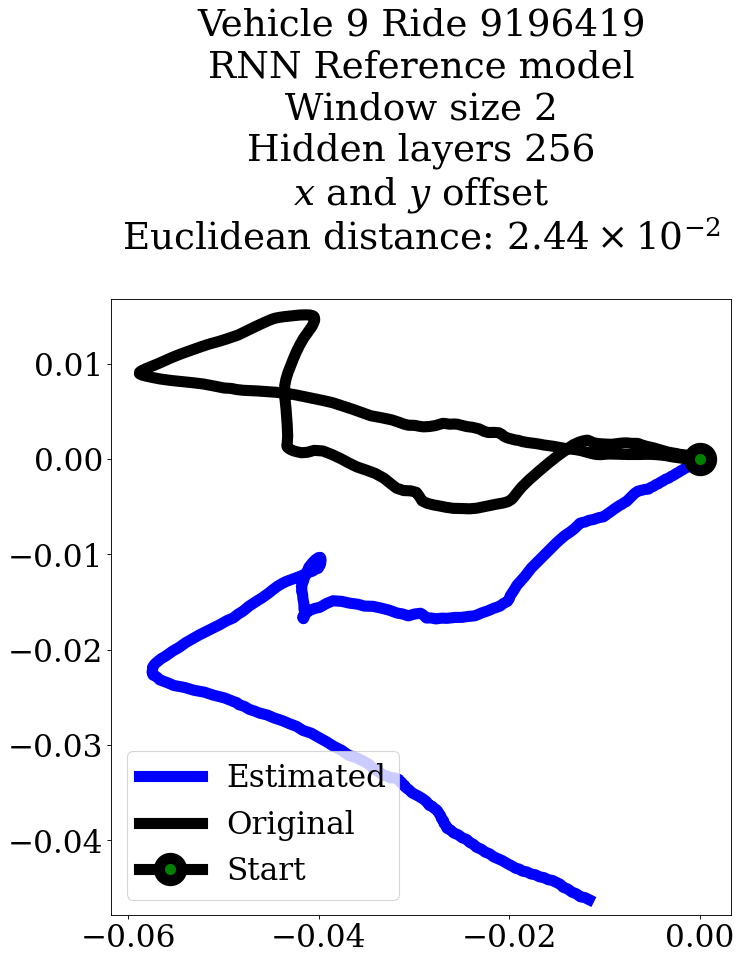 Vehicle 9 Ride 9196419
RNN Reference model
Window size 2
Hidden layers 256
x and y offset
Euclidean distance: 2.44 × 10⁻²
0.01
0.00
−0.01
−0.02
−0.03
−0.04
Estimated
Original
Start
−0.06 −0.04 −0.02 0.00